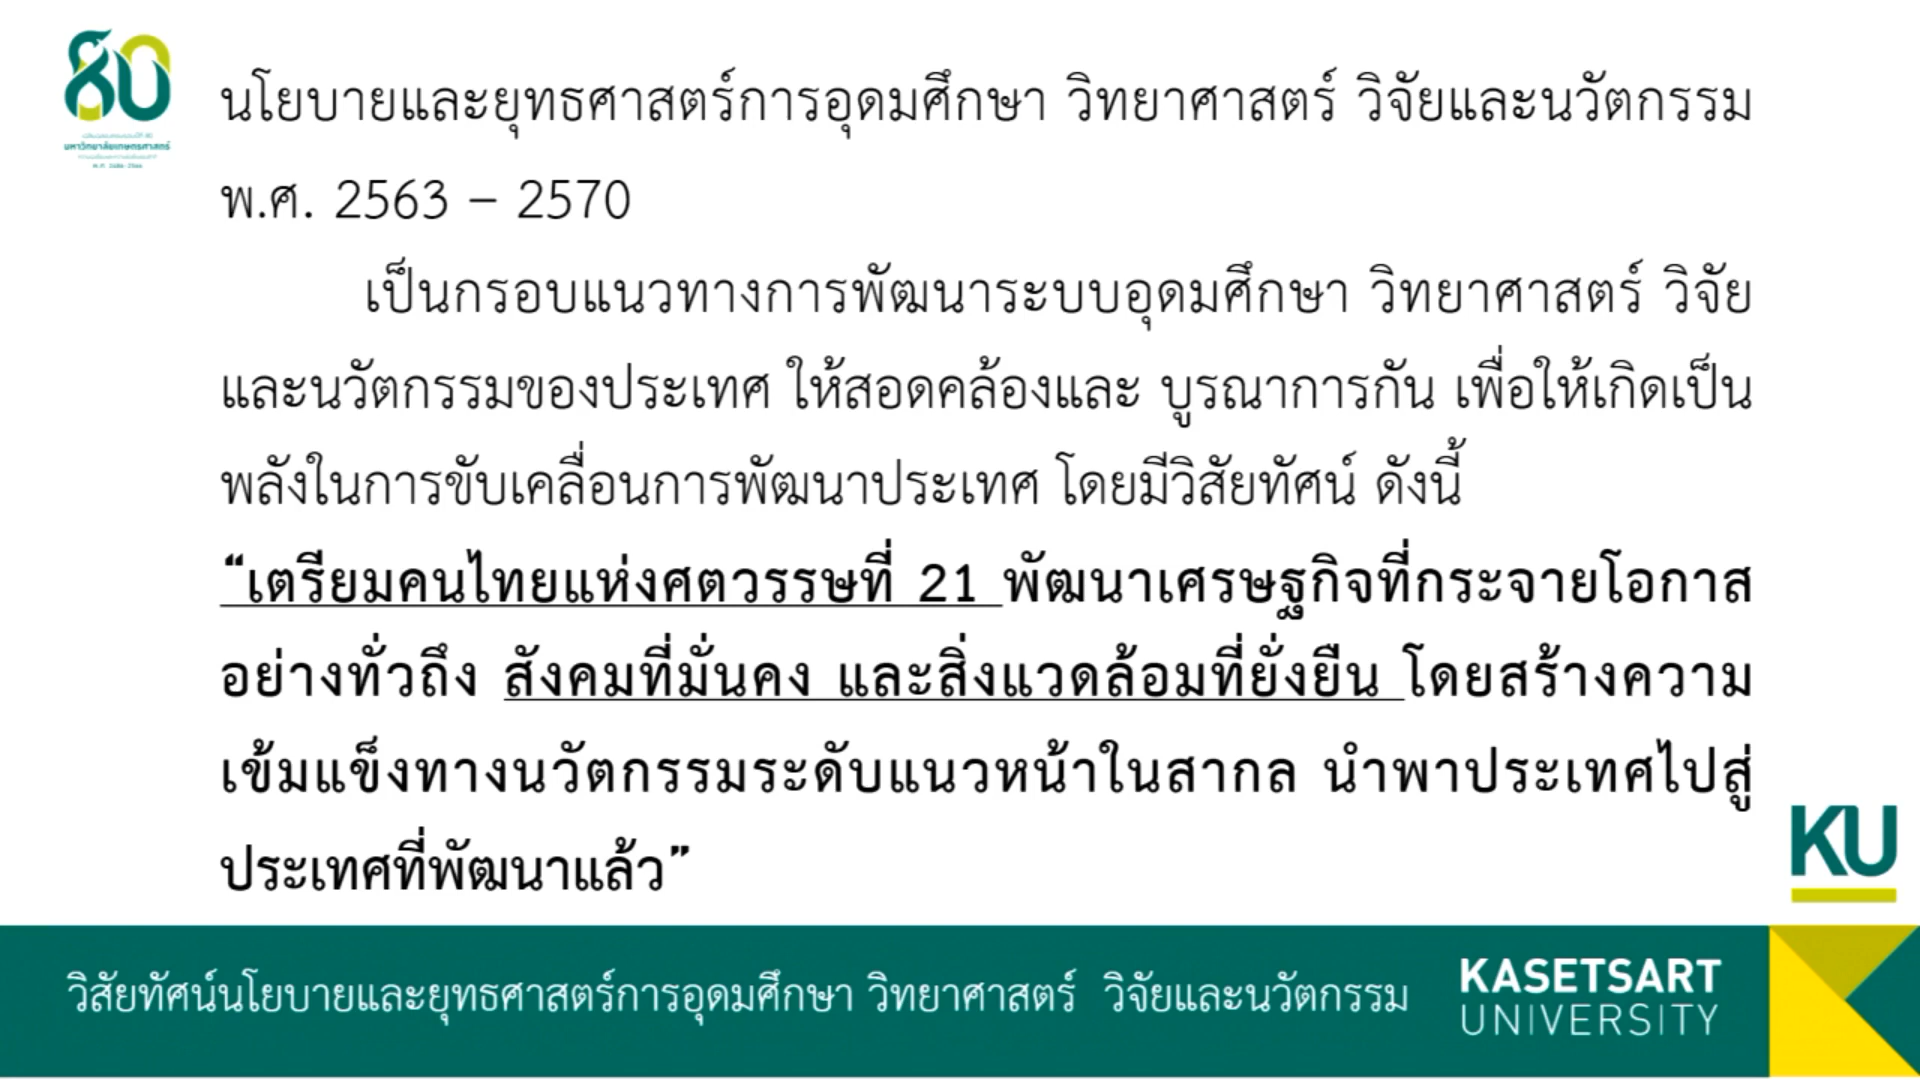 80
มหาวิทยาลัยเกษตรศาสตร์
นโยบายและยุทธศาสตร์การอุดมศึกษา วิทยาศาสตร์ วิจัยและนวัตกรรม
พ.ศ. 2563 – 2570
เป็นกรอบแนวทางการพัฒนาระบบอุดมศึกษา วิทยาศาสตร์ วิจัย
และนวัตกรรมของประเทศ ให้สอดคล้องและ บูรณาการกัน เพื่อให้เกิดเป็น
พลังในการขับเคลื่อนการพัฒนาประเทศ โดยมีวิสัยทัศน์ ดังนี้
“เตรียมคนไทยแห่งศตวรรษที่ 21 พัฒนาเศรษฐกิจที่กระจายโอกาส
อย่างทั่วถึง สังคมที่มั่นคง และสิ่งแวดล้อมที่ยั่งยืน โดยสร้างความ
เข้มแข็งทางนวัตกรรมระดับแนวหน้าในสากล นำพาประเทศไปสู่
ประเทศที่พัฒนาแล้ว”
KU
วิสัยทัศน์นโยบายและยุทธศาสตร์การอุดมศึกษา วิทยาศาสตร์ วิจัยและนวัตกรรม
KASETSART
UNIVERSITY